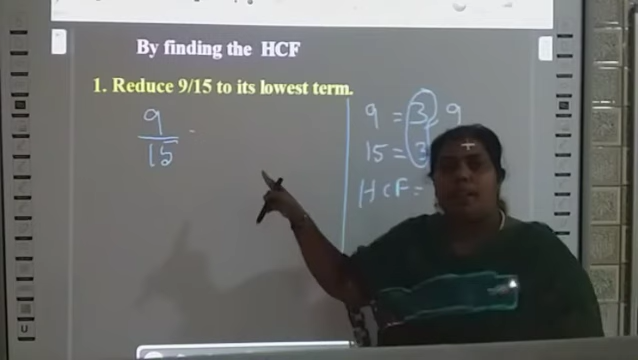 By finding the HCF
1. Reduce 9/15 to its lowest term.
9
15
9 = 3, 9
15 = 3
HCF =